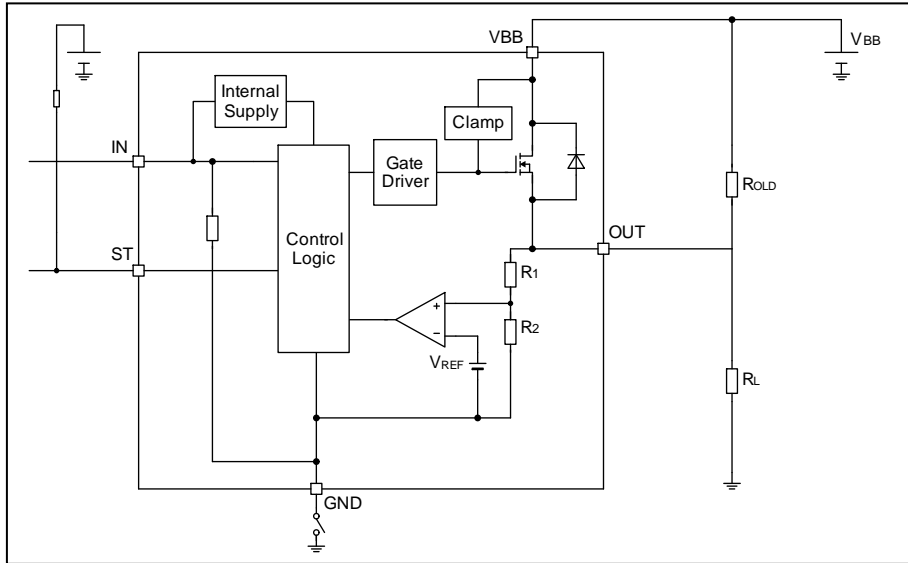 VBB
VBB
Internal
Supply
Clamp
IN
Gate
Driver
ROLD
Control
Logic
OUT
ST
R1
+
R2
−
VREF
RL
GND